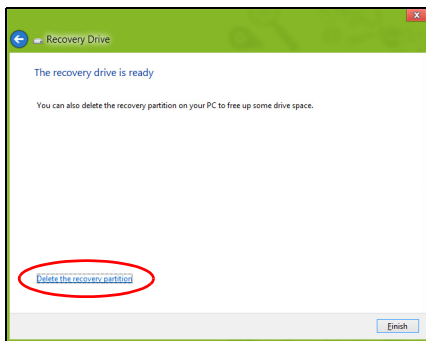 Recovery Drive
The recovery drive is ready
You can also delete the recovery partition on your PC to free up some drive space.
Delete the recovery partition
Finish